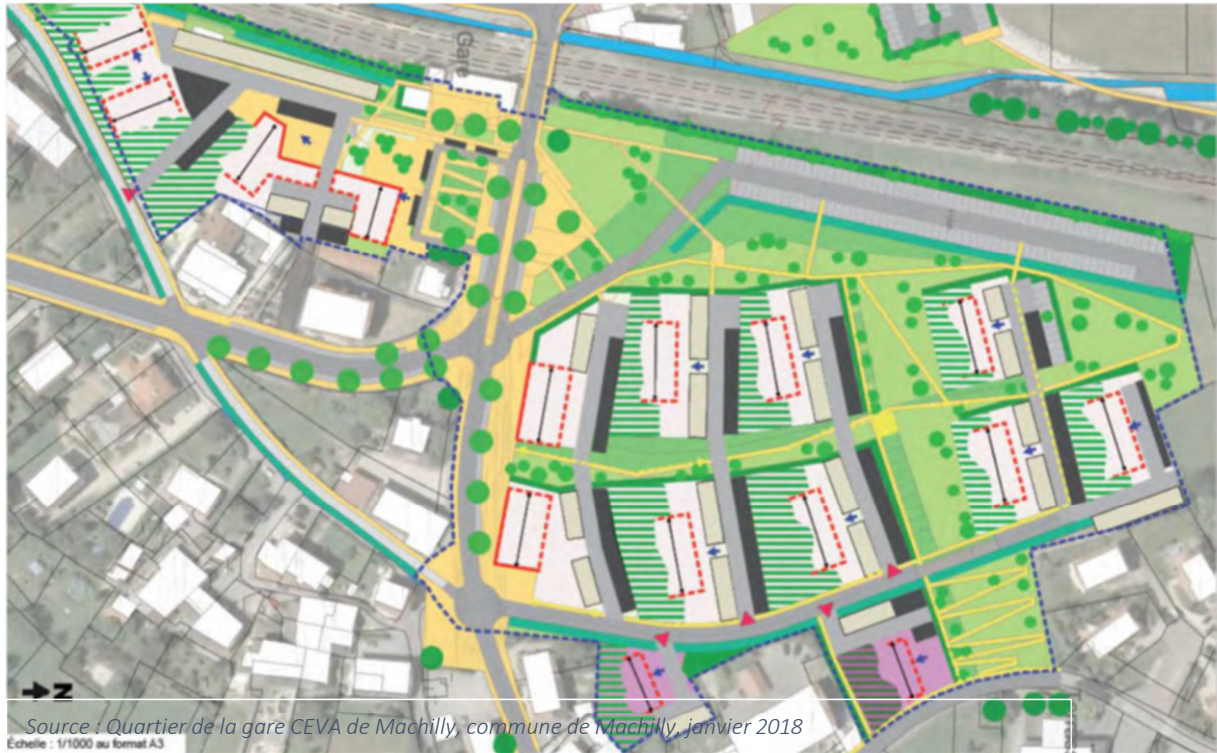 Gare
N
Source : Quartier de la gare CEVA de Machilly, commune de Machilly, janvier 2018
Échelle : 1/1000 au format A3